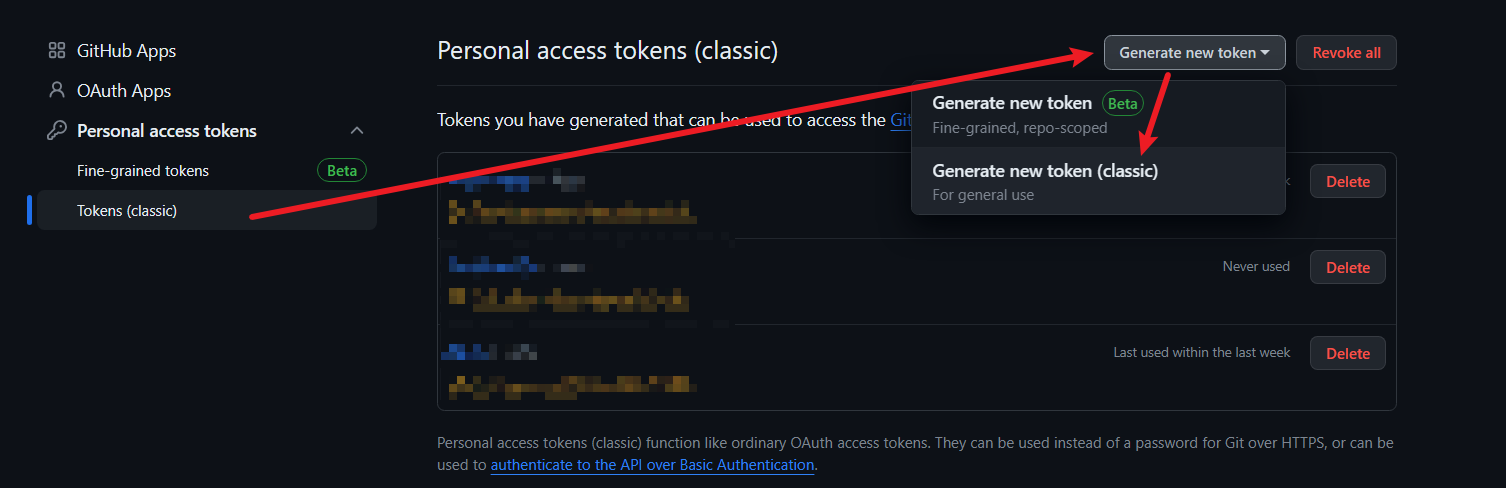 GitHub Apps
OAuth Apps
Personal access tokens
Fine-grained tokens Beta
Tokens (classic)
Personal access tokens (classic)
Generate new token
Revoke all
Generate new token Beta
Fine-grained, repo-scoped
Generate new token (classic)
For general use
Tokens you have generated that can be used to access the Git
Delete
Never used Delete
Last used within the last week Delete
Personal access tokens (classic) function like ordinary OAuth access tokens. They can be used instead of a password for Git over HTTPS, or can be
used to authenticate to the API over Basic Authentication.